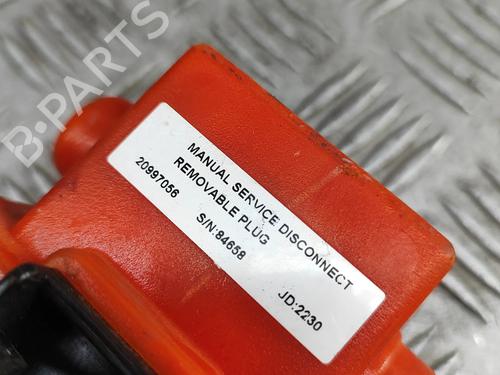 B-PARTS
MANUAL SERVICE DISCONNECT
REMOVABLE PLUG
20997056 S/N:84658 JD:2230